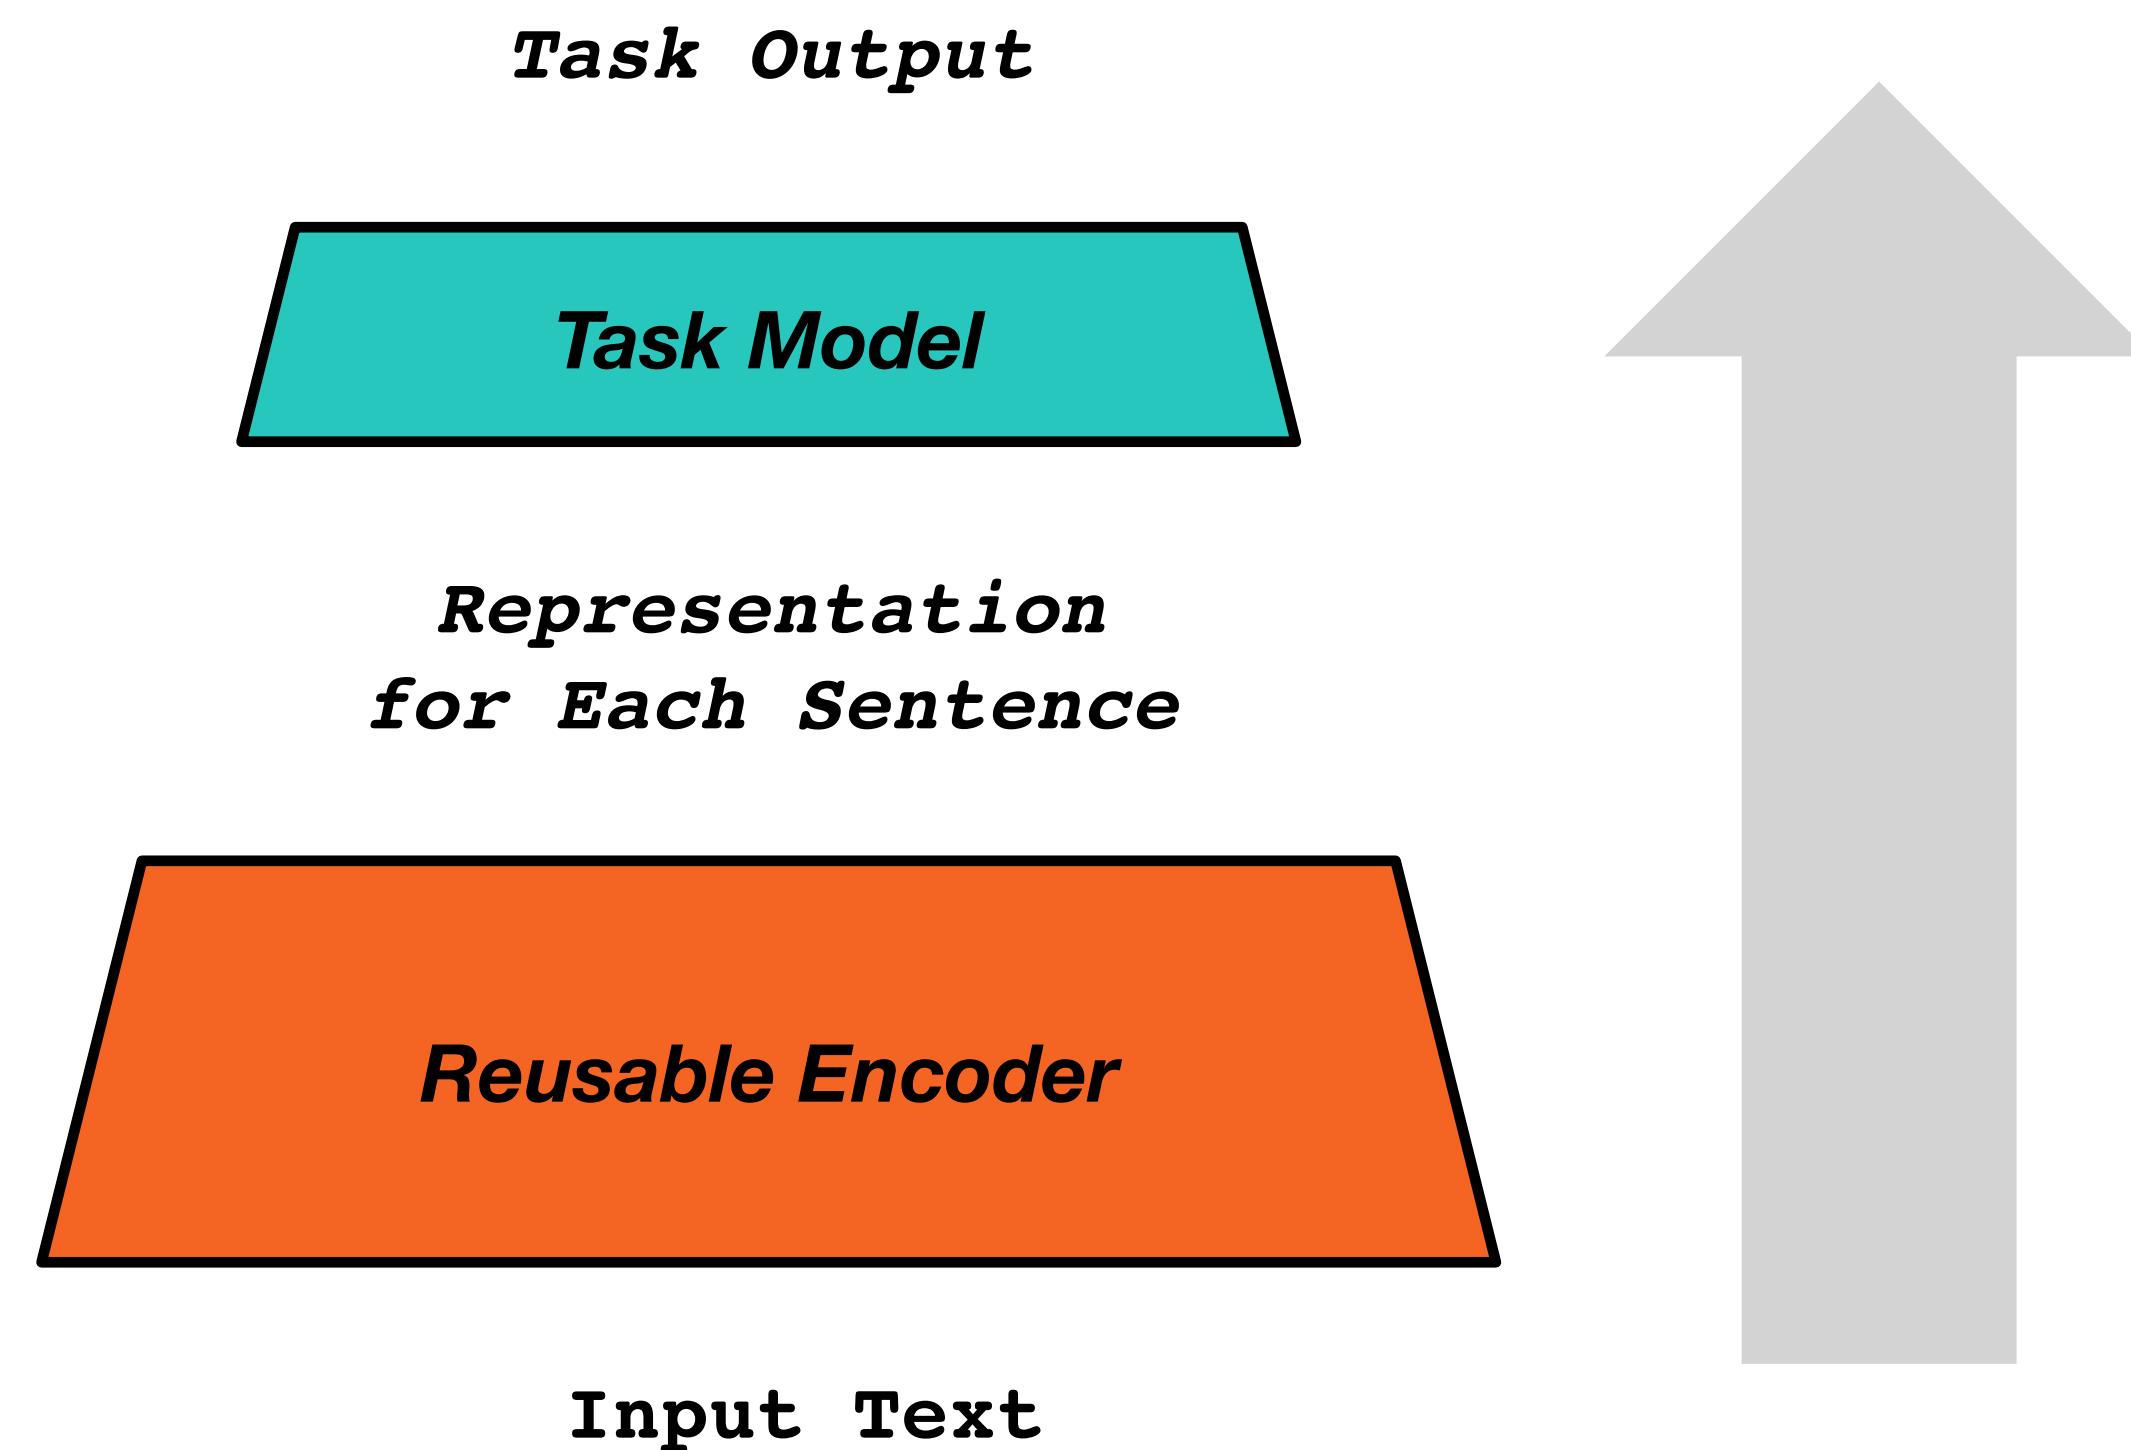 Task Output
Task Model
Representation
for Each Sentence
Reusable Encoder
Input Text